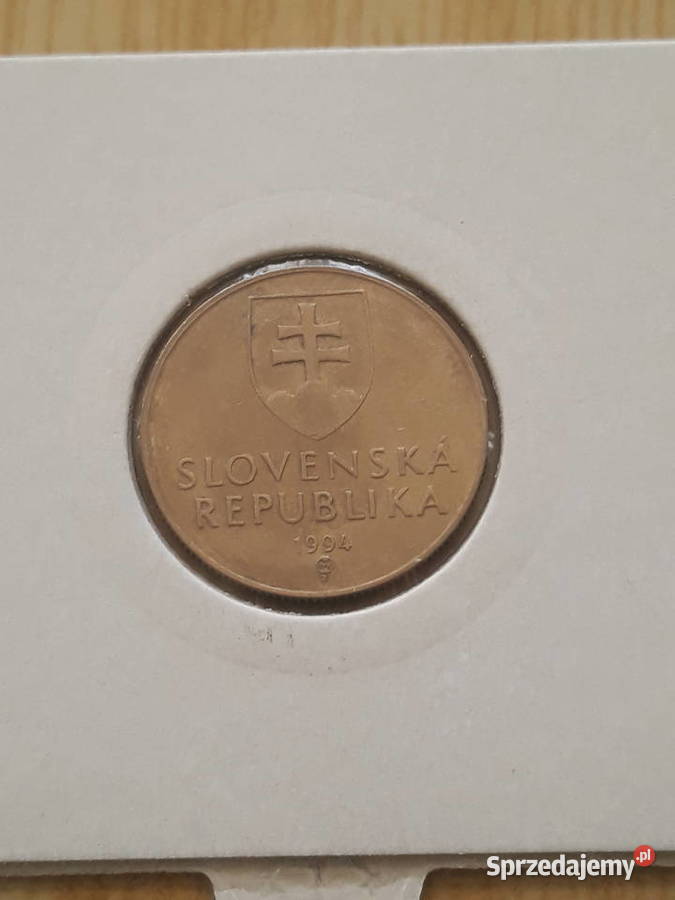 SLOVENSKÁ
REPUBLIKA
1994
Sprzedajemy.pl